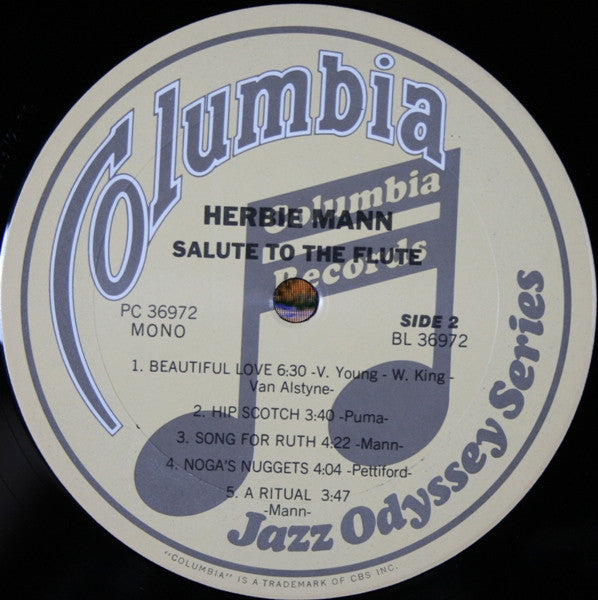 Columbia
Columbia
Records
HERBIE MANN
SALUTE TO THE FLUTE
PC 36972
MONO
SIDE 2
BL 36972
1. BEAUTIFUL LOVE 6:30 -V. Young - W. King -
Van Alstyne-
2. HIP SCOTCH 3:40 -Puma-
3. SONG FOR RUTH 4:22 -Mann-
4. NOGA'S NUGGETS 4:04 -Pettiford-
5. A RITUAL 3:47
-Mann-
Jazz Odyssey Series
"COLUMBIA" IS A TRADEMARK OF CBS INC.